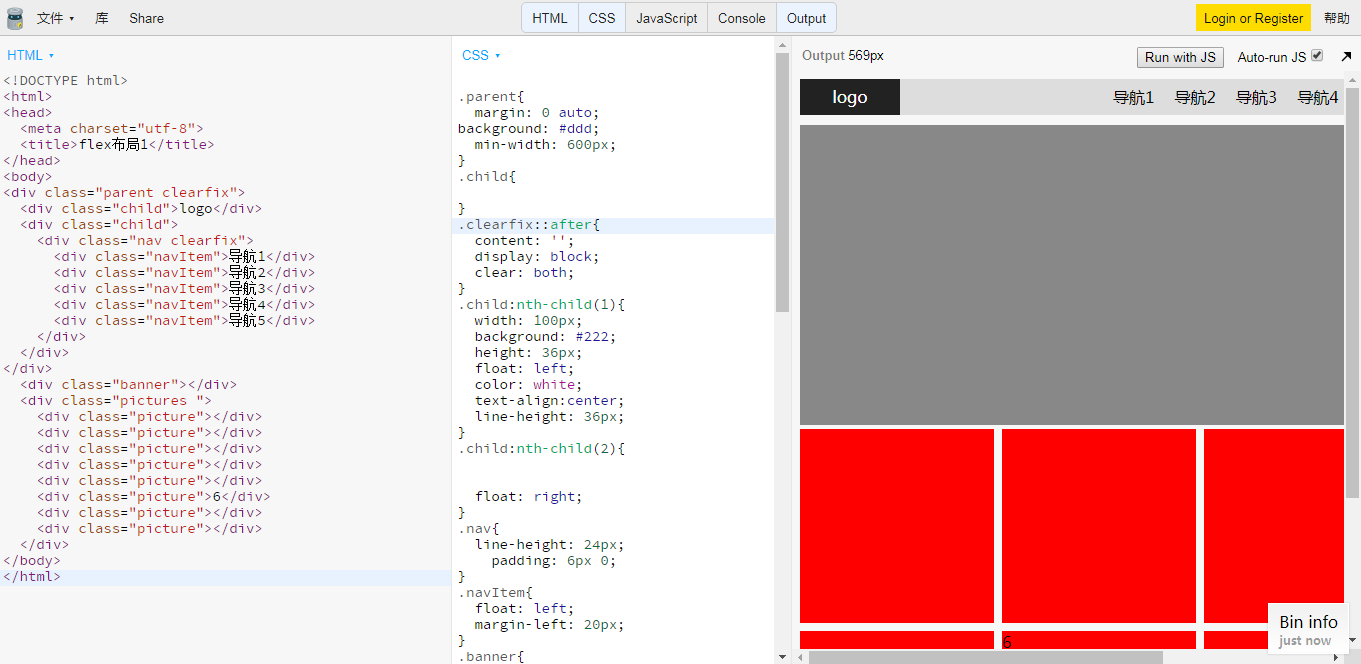 文件 库 Share HTML CSS JavaScript Console Output Login or Register 帮助
HTML
<!DOCTYPE html>
<html>
<head>
<meta charset="utf-8">
<title>flex布局1</title>
</head>
<body>
<div class="parent clearfix">
<div class="child">logo</div>
<div class="child">
<div class="nav clearfix">
<div class="navItem">导航1</div>
<div class="navItem">导航2</div>
<div class="navItem">导航3</div>
<div class="navItem">导航4</div>
<div class="navItem">导航5</div>
</div>
</div>
</div>
<div class="banner"></div>
<div class="pictures ">
<div class="picture"></div>
<div class="picture"></div>
<div class="picture"></div>
<div class="picture"></div>
<div class="picture"></div>
<div class="picture">6</div>
<div class="picture"></div>
<div class="picture"></div>
</div>
</body>
</html>
CSS
.parent{
margin: 0 auto;
background: #ddd;
min-width: 600px;
}
.child{
}
.clearfix::after{
content: '';
display: block;
clear: both;
}
.child:nth-child(1){
width: 100px;
background: #222;
height: 36px;
float: left;
color: white;
text-align:center;
line-height: 36px;
}
.child:nth-child(2){
float: right;
}
.nav{
line-height: 24px;
padding: 6px 0;
}
.navItem{
float: left;
margin-left: 20px;
}
.banner{
Output 569px Run with JS Auto-run JS
logo 导航1 导航2 导航3 导航4
6
Bin info
just now